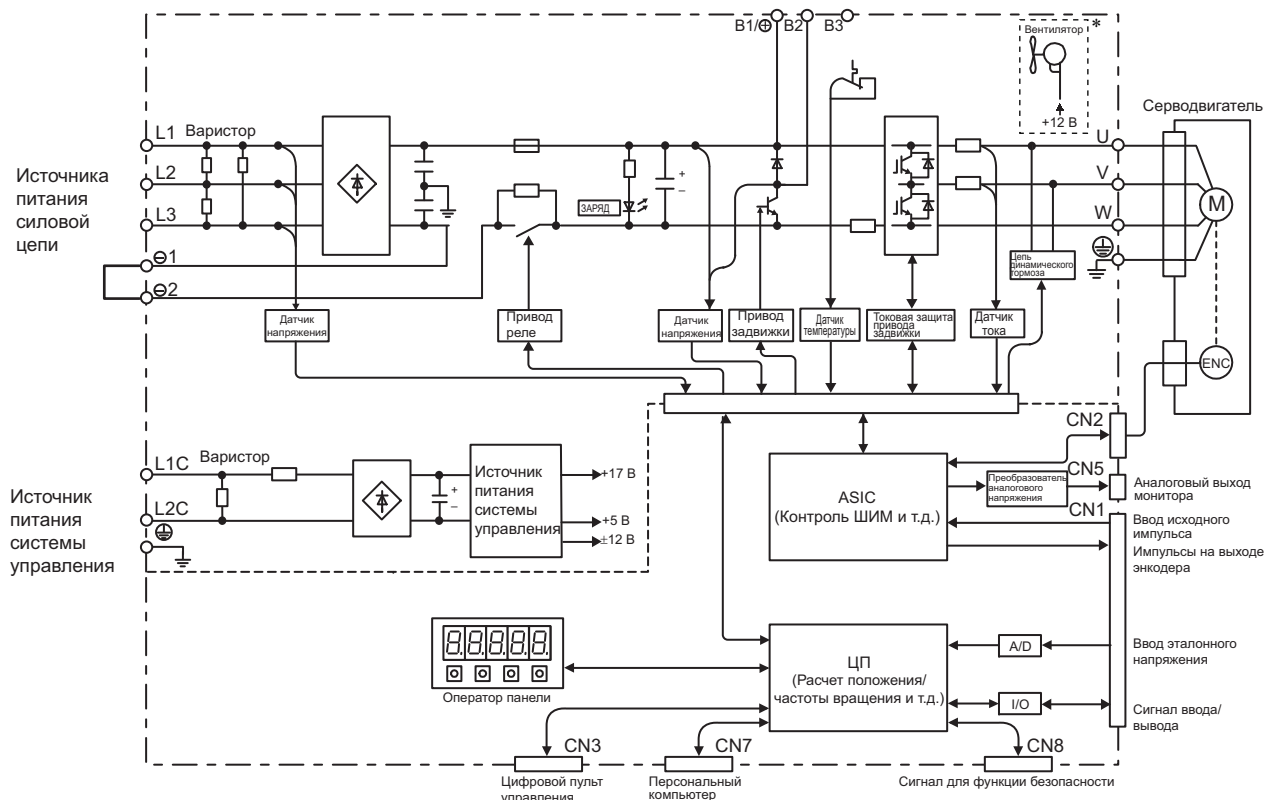 B1/⊕ B2 B3
Вентилятор *
+12 В
Серводвигатель
L1 Варистор
U
Источника
питания
силовой
цепи
L2
V
L3
W
M
ЗАРЯД
+
–
⊖1
⊖2
Цепь
динамического
тормоза
Датчик
напряжения
Привод
реле
Датчик
напряжения
Привод
задвижки
Датчик
температуры
Токовая защита
привода
задвижки
Датчик
тока
ENC
CN2
L1C Варистор
Источник
питания
системы
управления
L2C
+
–
Источник
питания
системы
управления
+17 В
+5 В
±12 В
ASIC
(Контроль ШИМ и т.д.)
Преобразователь
аналогового
напряжения
CN5
Аналоговый выход
монитора
CN1
Ввод исходного
импульса
Импульсы на выходе
энкодера
8.8.8.8.8.
Оператор панели
ЦП
(Расчет положения/
частоты вращения и т.д.)
A/D
Ввод эталонного
напряжения
I/O
Сигнал ввода/
вывода
CN3
CN7
CN8
Цифровой пульт
управления
Персональный
компьютер
Сигнал для функции безопасности